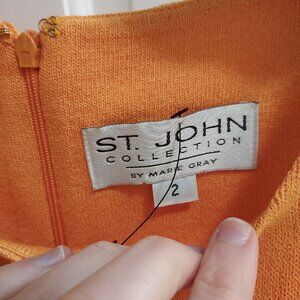 ST. JOHN
COLLECTION
BY MARIE GRAY
2